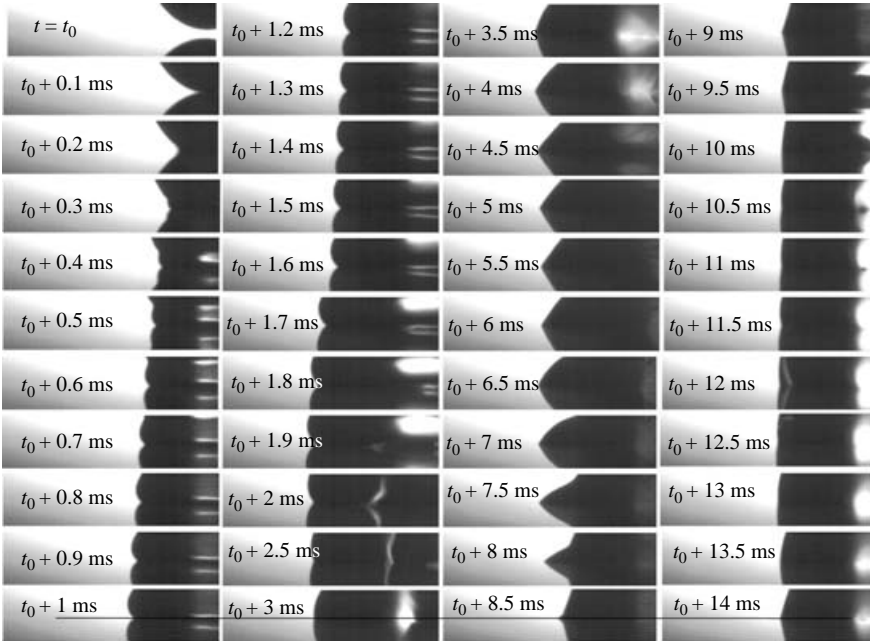 t = t0
t0 + 0.1 ms
t0 + 0.2 ms
t0 + 0.3 ms
t0 + 0.4 ms
t0 + 0.5 ms
t0 + 0.6 ms
t0 + 0.7 ms
t0 + 0.8 ms
t0 + 0.9 ms
t0 + 1 ms
t0 + 1.2 ms
t0 + 1.3 ms
t0 + 1.4 ms
t0 + 1.5 ms
t0 + 1.6 ms
t0 + 1.7 ms
t0 + 1.8 ms
t0 + 1.9 ms
t0 + 2 ms
t0 + 2.5 ms
t0 + 3 ms
t0 + 3.5 ms
t0 + 4 ms
t0 + 4.5 ms
t0 + 5 ms
t0 + 5.5 ms
t0 + 6 ms
t0 + 6.5 ms
t0 + 7 ms
t0 + 7.5 ms
t0 + 8 ms
t0 + 8.5 ms
t0 + 9 ms
t0 + 9.5 ms
t0 + 10 ms
t0 + 10.5 ms
t0 + 11 ms
t0 + 11.5 ms
t0 + 12 ms
t0 + 12.5 ms
t0 + 13 ms
t0 + 13.5 ms
t0 + 14 ms